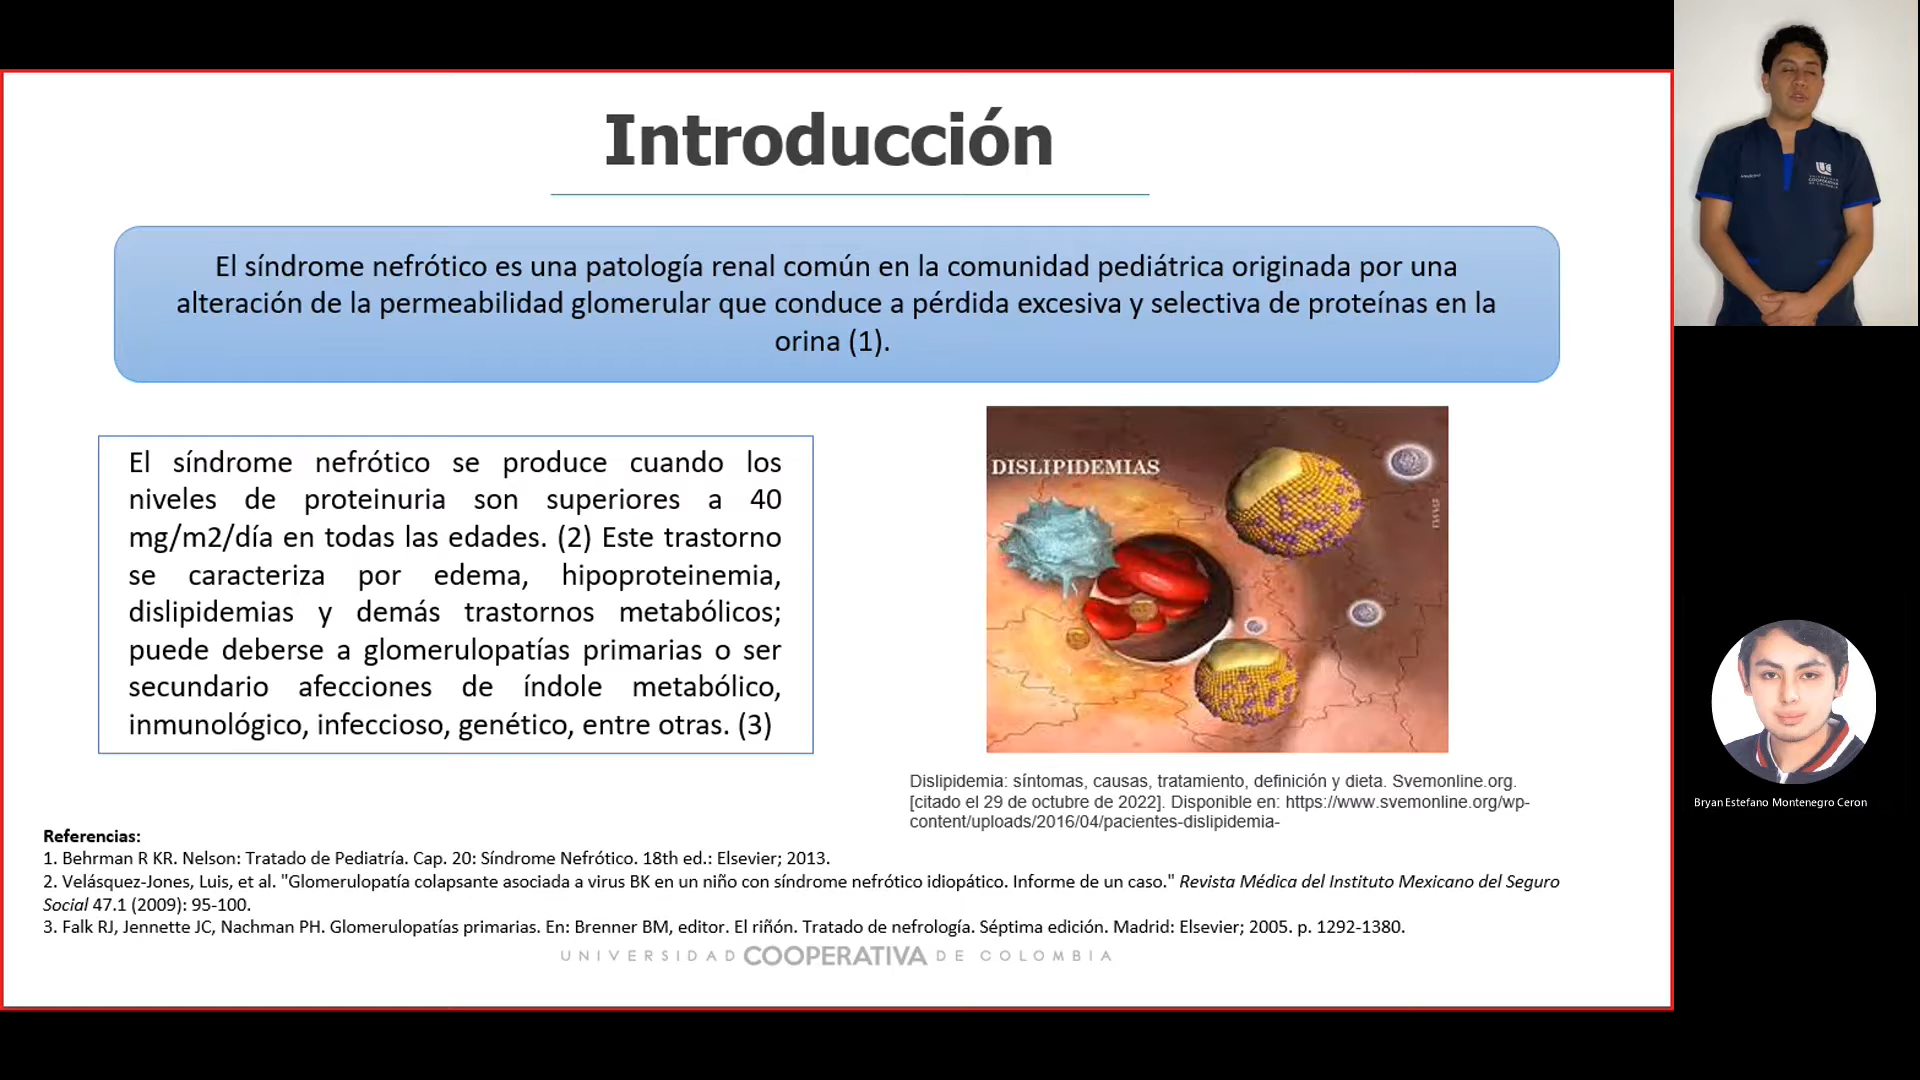 Introducción
El síndrome nefrótico es una patología renal común en la comunidad pediátrica originada por una
alteración de la permeabilidad glomerular que conduce a pérdida excesiva y selectiva de proteínas en la
orina (1).
El síndrome nefrótico se produce cuando los
niveles de proteinuria son superiores a 40
mg/m2/día en todas las edades. (2) Este trastorno
se caracteriza por edema, hipoproteinemia,
dislipidemias y demás trastornos metabólicos;
puede deberse a glomerulopatías primarias o ser
secundario afecciones de índole metabólico,
inmunológico, infeccioso, genético, entre otras. (3)
DISLIPIDEMIAS
Dislipidemia: síntomas, causas, tratamiento, definición y dieta. Svemonline.org.
[citado el 29 de octubre de 2022]. Disponible en: https://www.svemonline.org/wp-
content/uploads/2016/04/pacientes-dislipidemia-
Referencias:
1. Behrman R KR. Nelson: Tratado de Pediatría. Cap. 20: Síndrome Nefrótico. 18th ed.: Elsevier; 2013.
2. Velásquez-Jones, Luis, et al. "Glomerulopatía colapsante asociada a virus BK en un niño con síndrome nefrótico idiopático. Informe de un caso." Revista Médica del Instituto Mexicano del Seguro
Social 47.1 (2009): 95-100.
3. Falk RJ, Jennette JC, Nachman PH. Glomerulopatías primarias. En: Brenner BM, editor. El riñón. Tratado de nefrología. Séptima edición. Madrid: Elsevier; 2005. p. 1292-1380.
UNIVERSIDAD COOPERATIVA DE COLOMBIA
UNIVERSIDAD
COOPERATIVA
DE COLOMBIA
Bryan Estefano Montenegro Ceron